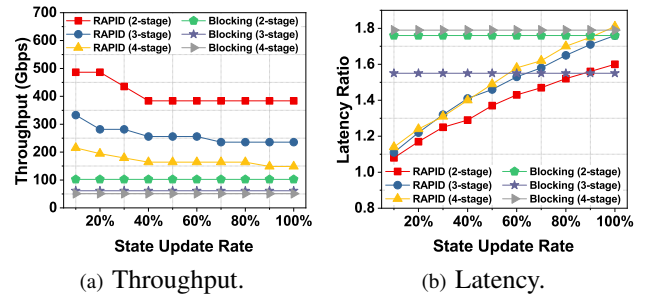 RAPID (2-stage)
RAPID (3-stage)
RAPID (4-stage)
Blocking (2-stage)
Blocking (3-stage)
Blocking (4-stage)
Throughput (Gbps)
700
600
500
400
300
200
100
0
20% 40% 60% 80% 100%
State Update Rate
(a) Throughput.
Latency Ratio
1.8
1.6
1.4
1.2
1.0
0.8
RAPID (2-stage)
RAPID (3-stage)
RAPID (4-stage)
Blocking (2-stage)
Blocking (3-stage)
Blocking (4-stage)
20% 40% 60% 80% 100%
State Update Rate
(b) Latency.